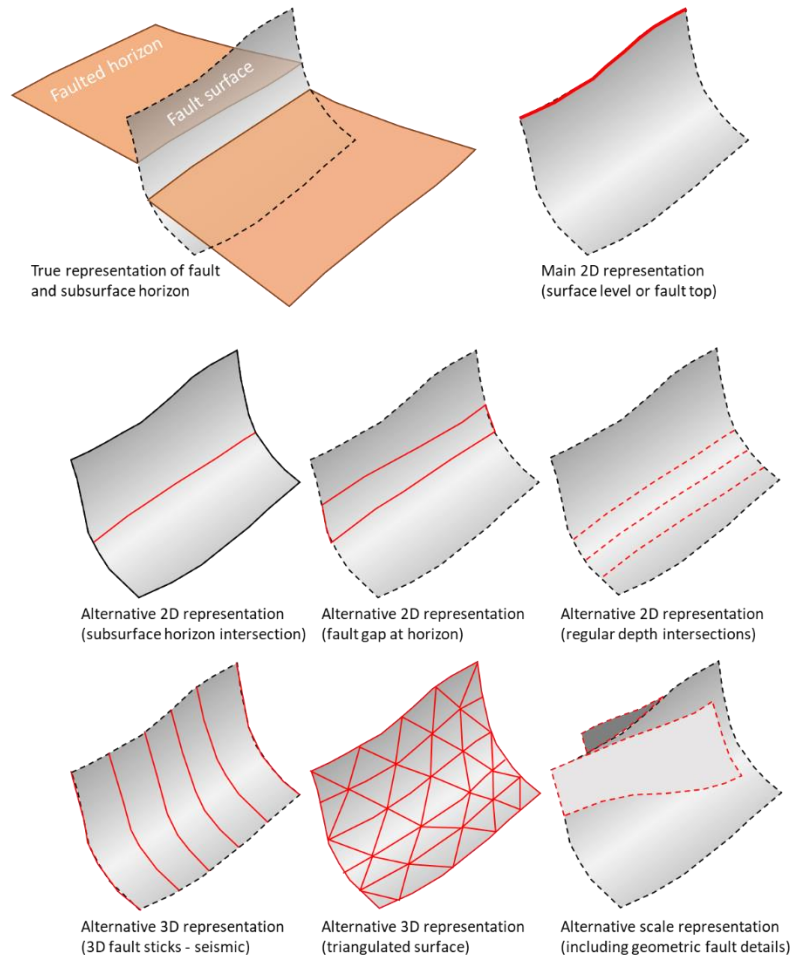 Faulted horizon
Fault surface
True representation of fault
and subsurface horizon
Main 2D representation
(surface level or fault top)
Alternative 2D representation
(subsurface horizon intersection)
Alternative 2D representation
(fault gap at horizon)
Alternative 2D representation
(regular depth intersections)
Alternative 3D representation
(3D fault sticks - seismic)
Alternative 3D representation
(triangulated surface)
Alternative scale representation
(including geometric fault details)